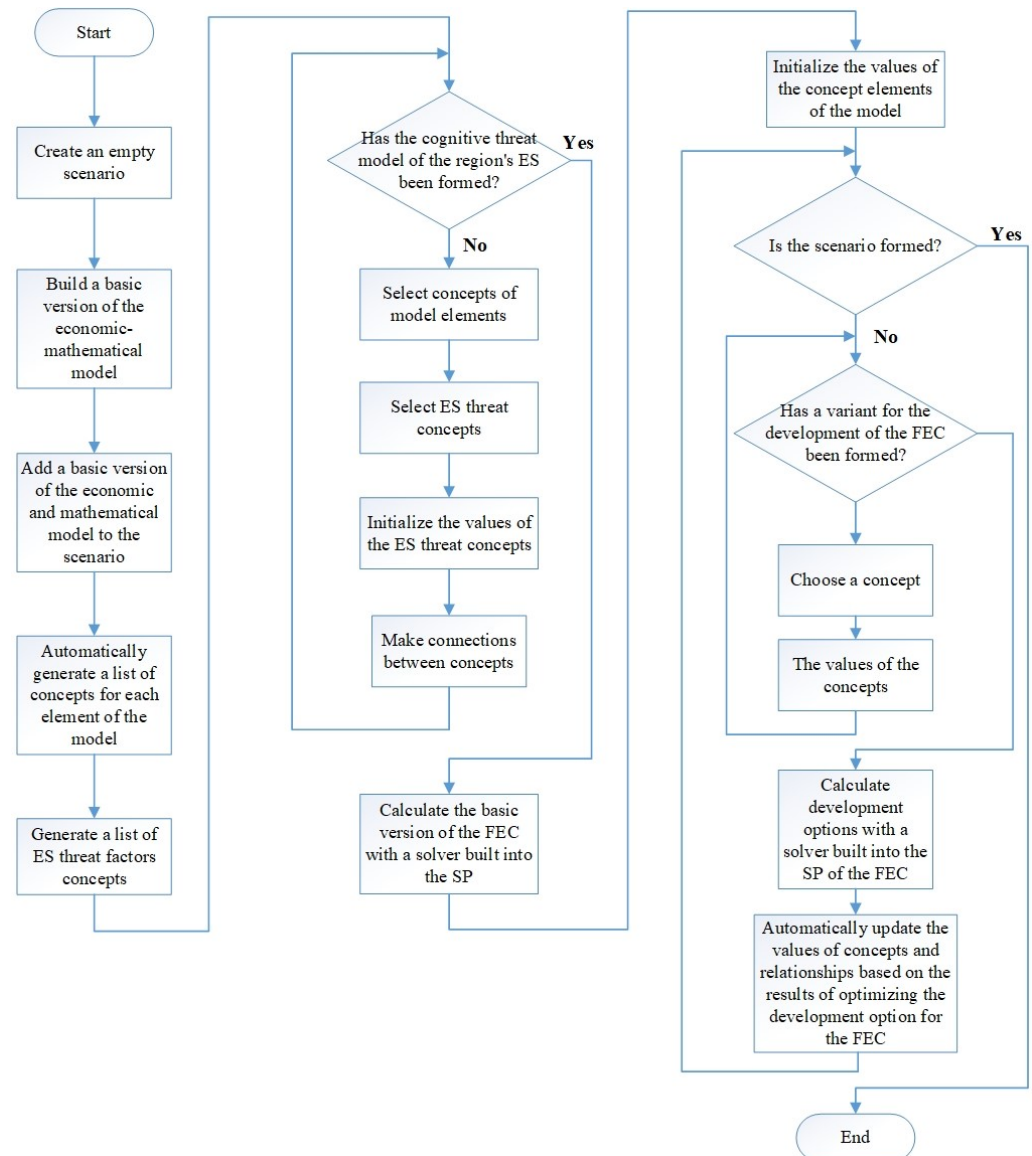 Start
Create an empty
scenario
Build a basic
version of the
economic-
mathematical
model
Add a basic version
of the economic
and mathematical
model to the
scenario
Automatically
generate a list of
concepts for each
element of the
model
Generate a list of
ES threat factors
concepts
Has the cognitive threat
model of the region's ES
been formed?
Yes
No
Select concepts of
model elements
Select ES threat
concepts
Initialize the values of
the ES threat concepts
Make connections
between concepts
Calculate the basic
version of the FEC
with a solver built into
the SP
Initialize the values of
the concept elements
of the model
Is the scenario formed?
Yes
No
Has a variant for the
development of the FEC
been formed?
Choose a concept
The values of the
concepts
Calculate
development
options with a
solver built into the
SP of the FEC
Automatically update the
values of concepts and
relationships based on the
results of optimizing the
development option for
the FEC
End